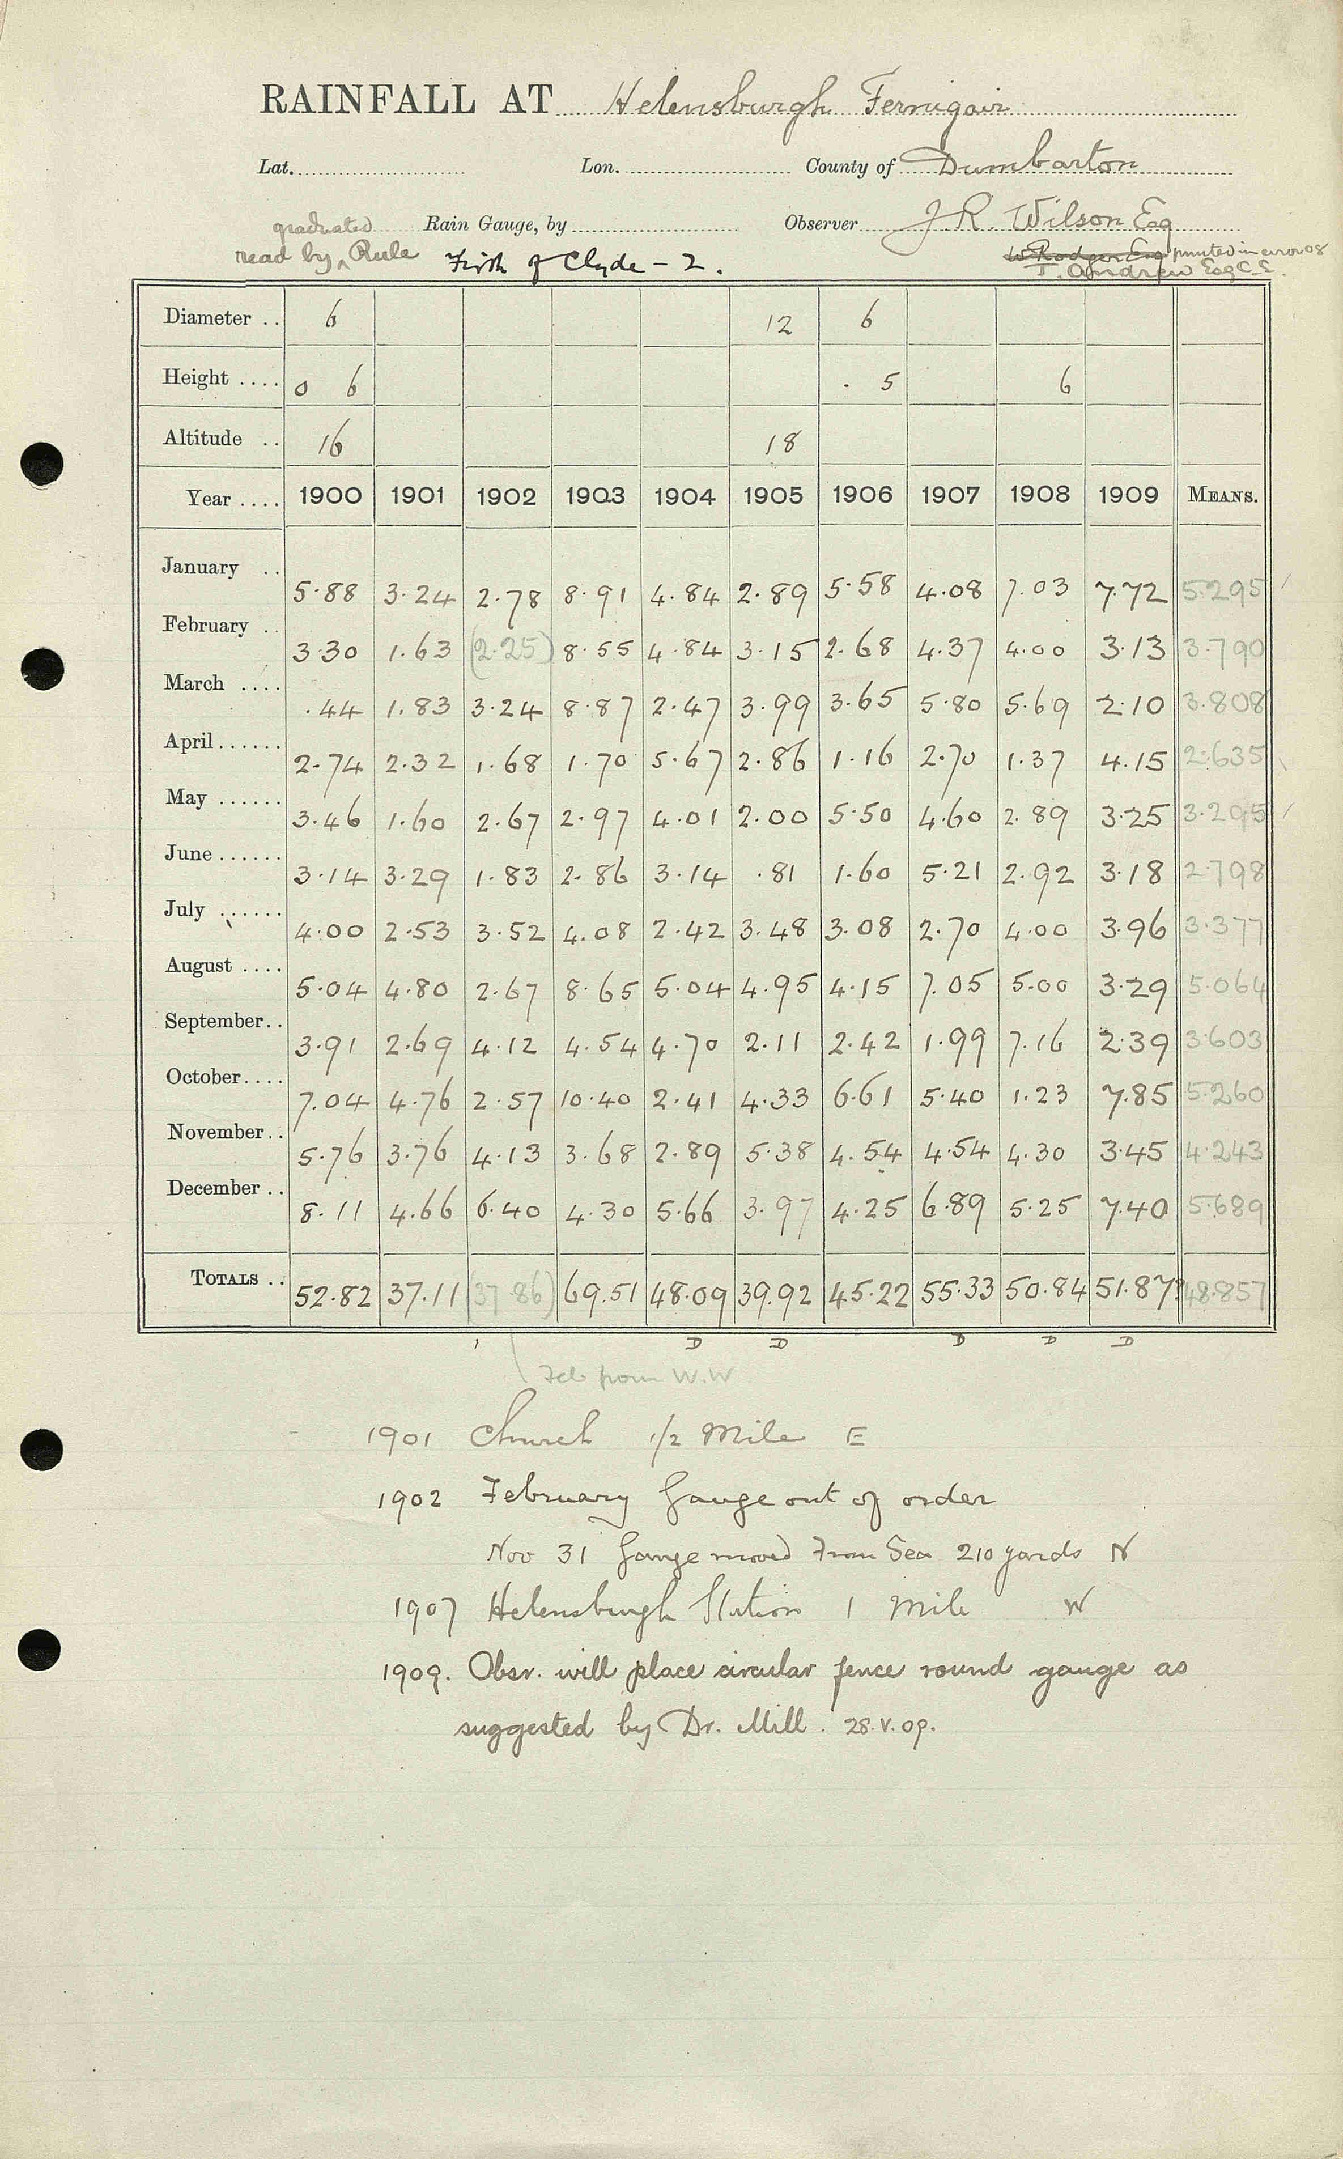 RAINFALL AT Helensburgh Fernigair
Lat. Lon. County of Dumbarton
graduated Rain Gauge, by Observer J. R. Wilson Esq
read by ^ Rule Firth of Clyde - 2. W Rodger Esq printed in error 08
T. Andrew Esq C.E.
Diameter .. 6 12 6
Height .... 0 6 . 5 6
Altitude .. 16 18
Year .... 1900 1901 1902 1903 1904 1905 1906 1907 1908 1909 MEANS.
January .. 5.88 3.24 2.78 8.91 4.84 2.89 5.58 4.08 7.03 7.72 5.295
February .. 3.30 1.63 (2.25) 8.55 4.84 3.15 2.68 4.37 4.00 3.13 3.790
March .... .44 1.83 3.24 8.87 2.47 3.99 3.65 5.80 5.69 2.10 3.808
April ...... 2.74 2.32 1.68 1.70 5.67 2.86 1.16 2.70 1.37 4.15 2.635
May ...... 3.46 1.60 2.67 2.97 4.01 2.00 5.50 4.60 2.89 3.25 3.295
June ...... 3.14 3.29 1.83 2.86 3.14 .81 1.60 5.21 2.92 3.18 2.798
July ...... 4.00 2.53 3.52 4.08 2.42 3.48 3.08 2.70 4.00 3.96 3.377
August .... 5.04 4.80 2.67 8.65 5.04 4.95 4.15 7.05 5.00 3.29 5.064
September .. 3.91 2.69 4.12 4.54 4.70 2.11 2.42 1.99 7.16 2.39 3.603
October .... 7.04 4.76 2.57 10.40 2.41 4.33 6.61 5.40 1.23 7.85 5.260
November .. 5.76 3.76 4.13 3.68 2.89 5.38 4.54 4.54 4.30 3.45 4.243
December .. 8.11 4.66 6.40 4.30 5.66 3.97 4.25 6.89 5.25 7.40 5.689
TOTALS .. 52.82 37.11 (37.86) 69.51 48.09 39.92 45.22 55.33 50.84 51.87 48.857
D D D D D
Feb from W.W
1901 Church 1/2 Mile E
1902 February Gauge out of order
Nov 31 Gauge moved from Sea 210 yards N
1907 Helensburgh Station 1 Mile W
1909. Obsr. will place circular fence round gauge as
suggested by Dr. Mill. 28.V.09.